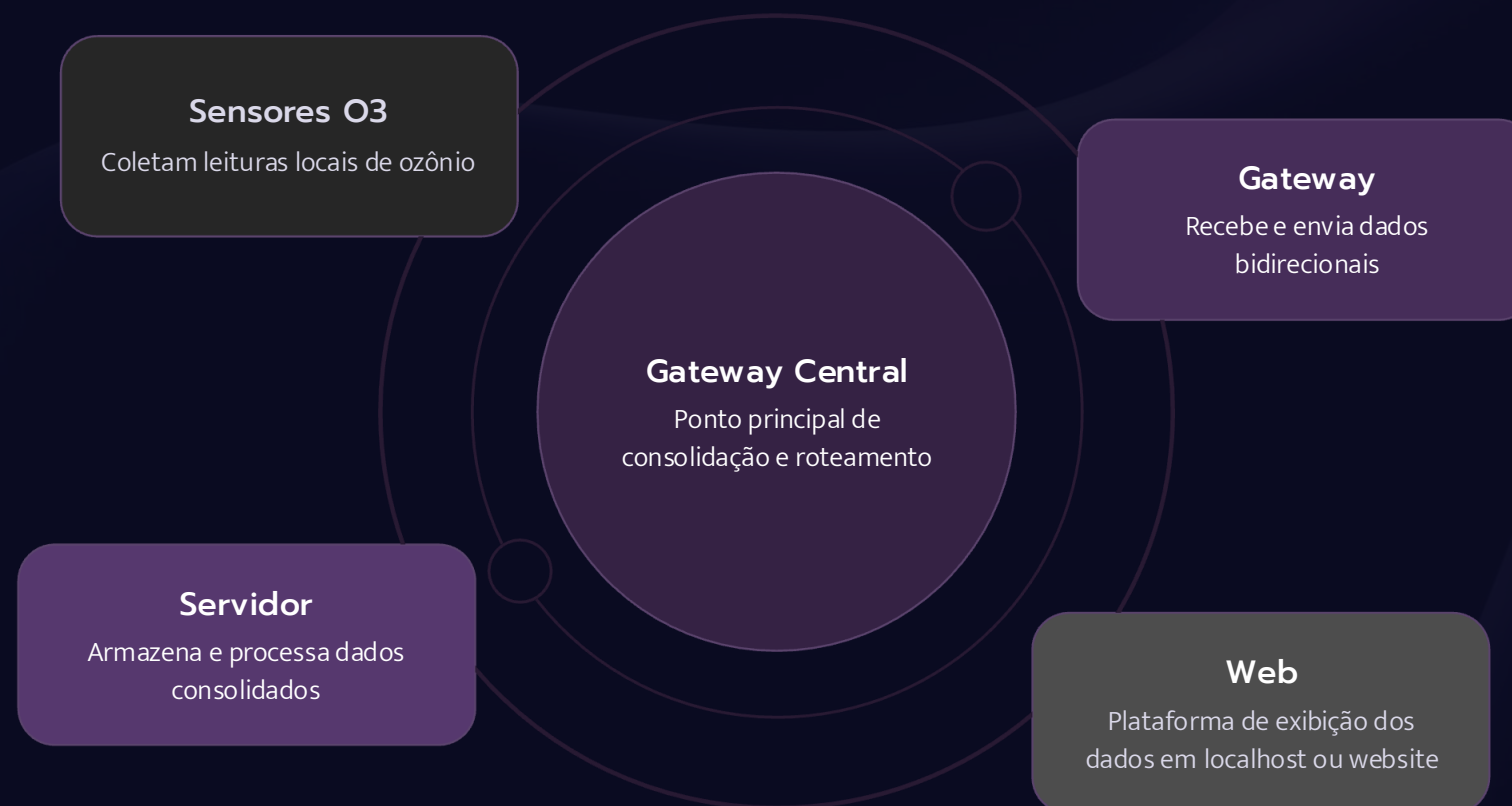 Sensores O3
Coletam leituras locais de ozônio
Gateway
Recebe e envia dados
bidirecionais
Gateway Central
Ponto principal de
consolidação e roteamento
Servidor
Armazena e processa dados
consolidados
Web
Plataforma de exibição dos
dados em localhost ou website